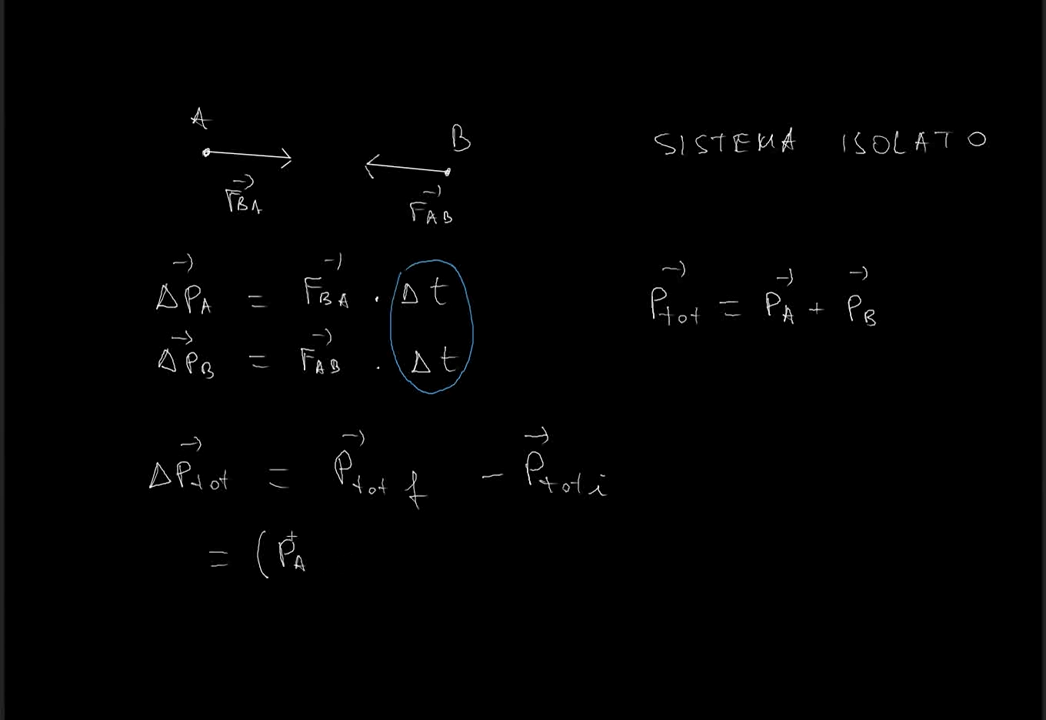 A
B
SISTEMA ISOLATO
F⃗BA
F⃗AB
ΔP⃗A = F⃗BA · Δt
P⃗tot = P⃗A + P⃗B
ΔP⃗B = F⃗AB · Δt
ΔP⃗tot = P⃗tot f - P⃗tot i
= (P⃗A